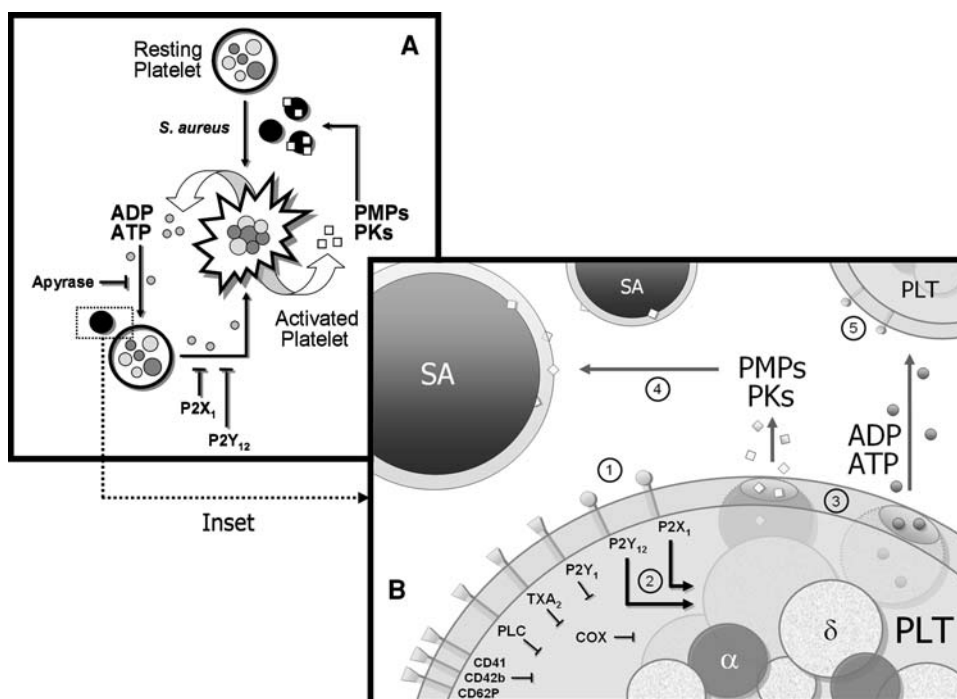 A
Resting
Platelet
S. aureus
ADP
ATP
PMPs
PKs
Apyrase
Activated
Platelet
P2X1
P2Y12
Inset
B
SA
SA
PLT
5
PMPs
PKs
4
ADP
ATP
1
3
P2X1
P2Y12
2
P2Y1
TXA2
PLC
COX
CD41
CD42b
CD62P
δ
α
PLT